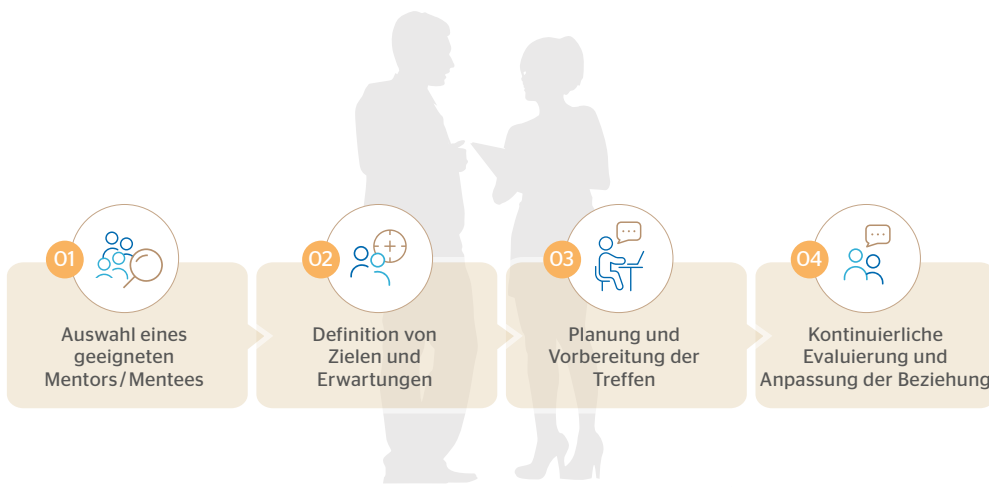 01
Auswahl eines
geeigneten
Mentors / Mentees
02
Definition von
Zielen und
Erwartungen
03
Planung und
Vorbereitung der
Treffen
04
Kontinuierliche
Evaluierung und
Anpassung der Beziehung